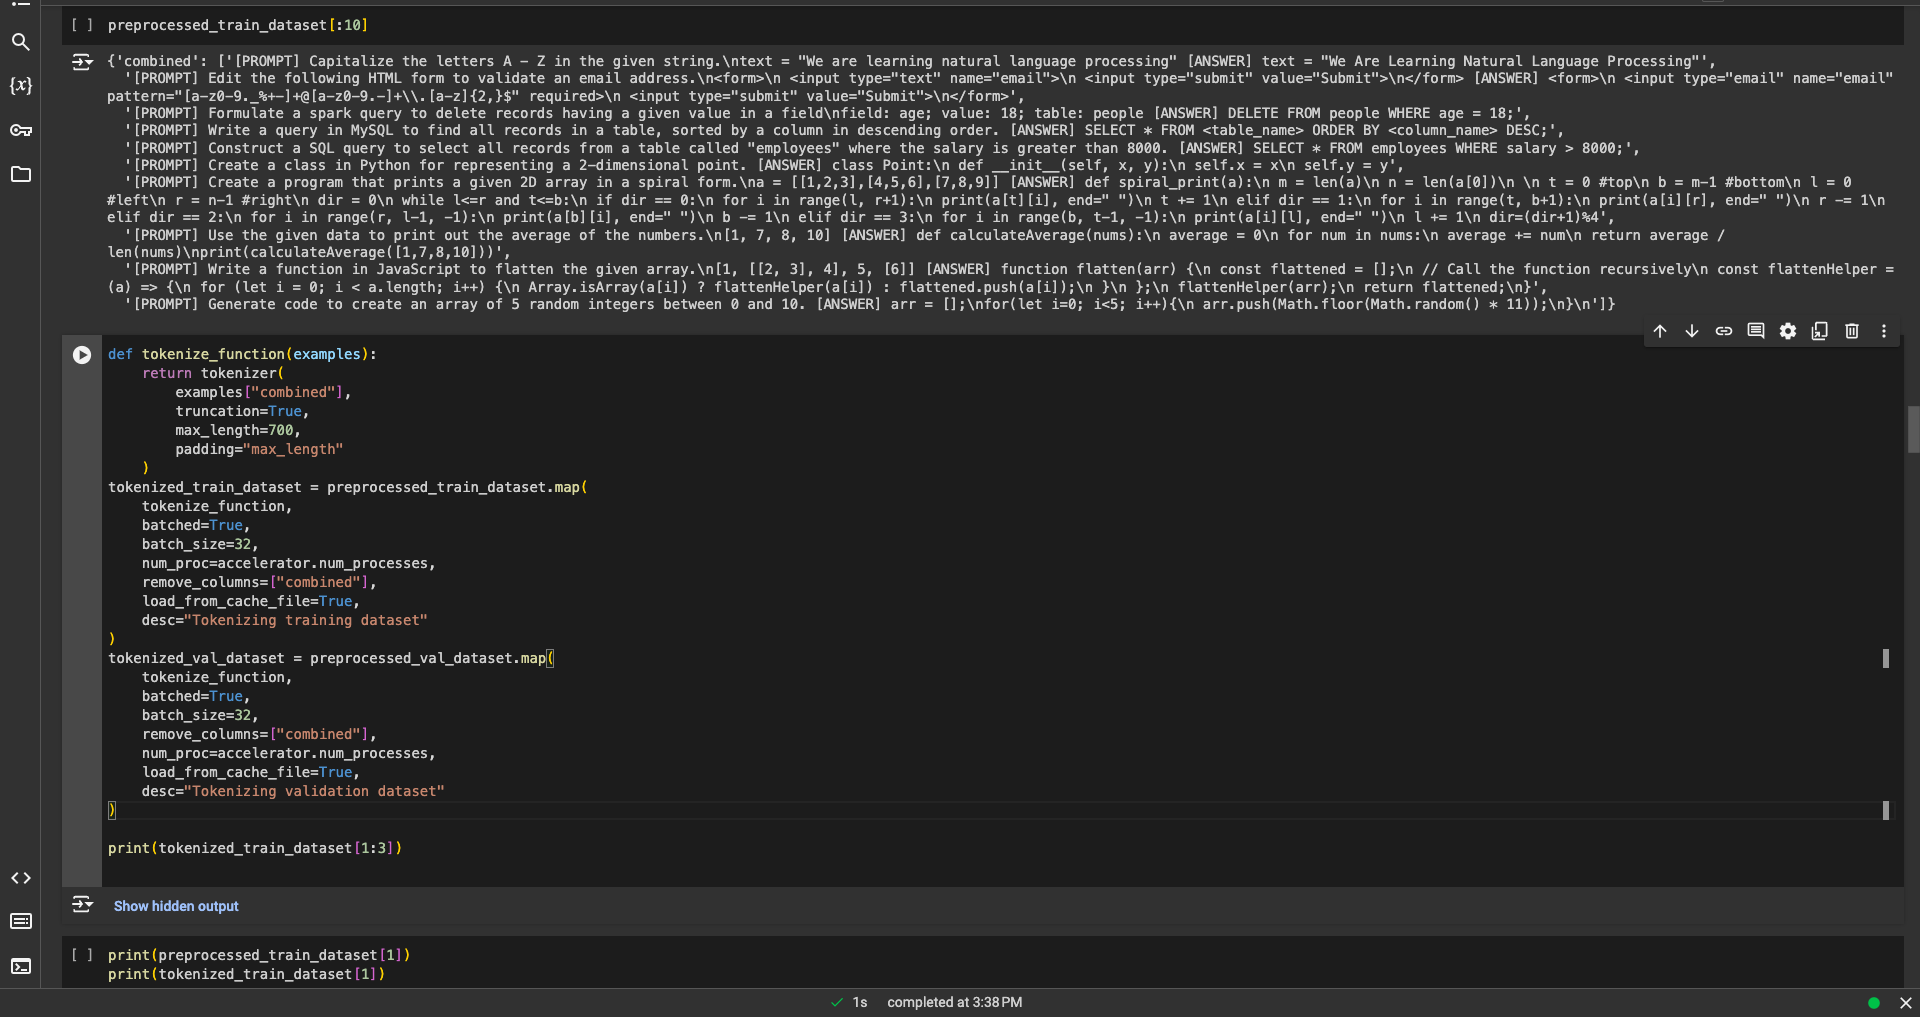 [ ] preprocessed_train_dataset[:10]
{'combined': ['[PROMPT] Capitalize the letters A - Z in the given string.\ntext = "We are learning natural language processing" [ANSWER] text = "We Are Learning Natural Language Processing"',
'[PROMPT] Edit the following HTML form to validate an email address.\n<form>\n <input type="text" name="email">\n <input type="submit" value="Submit">\n</form> [ANSWER] <form>\n <input type="email" name="email"
pattern="[a-z0-9._%+-]+@[a-z0-9.-]+\\.[a-z]{2,}$" required>\n <input type="submit" value="Submit">\n</form>',
'[PROMPT] Formulate a spark query to delete records having a given value in a field\nfield: age; value: 18; table: people [ANSWER] DELETE FROM people WHERE age = 18;',
'[PROMPT] Write a query in MySQL to find all records in a table, sorted by a column in descending order. [ANSWER] SELECT * FROM <table_name> ORDER BY <column_name> DESC;',
'[PROMPT] Construct a SQL query to select all records from a table called "employees" where the salary is greater than 8000. [ANSWER] SELECT * FROM employees WHERE salary > 8000;',
'[PROMPT] Create a class in Python for representing a 2-dimensional point. [ANSWER] class Point:\n def __init__(self, x, y):\n self.x = x\n self.y = y',
'[PROMPT] Create a program that prints a given 2D array in a spiral form.\na = [[1,2,3],[4,5,6],[7,8,9]] [ANSWER] def spiral_print(a):\n m = len(a)\n n = len(a[0])\n \n t = 0 #top\n b = m-1 #bottom\n l = 0
#left\n r = n-1 #right\n dir = 0\n while l<=r and t<=b:\n if dir == 0:\n for i in range(l, r+1):\n print(a[t][i], end=" ")\n t += 1\n elif dir == 1:\n for i in range(t, b+1):\n print(a[i][r], end=" ")\n r -= 1\n
elif dir == 2:\n for i in range(r, l-1, -1):\n print(a[b][i], end=" ")\n b -= 1\n elif dir == 3:\n for i in range(b, t-1, -1):\n print(a[i][l], end=" ")\n l += 1\n dir=(dir+1)%4',
'[PROMPT] Use the given data to print out the average of the numbers.\n[1, 7, 8, 10] [ANSWER] def calculateAverage(nums):\n average = 0\n for num in nums:\n average += num\n return average /
len(nums)\nprint(calculateAverage([1,7,8,10]))',
'[PROMPT] Write a function in JavaScript to flatten the given array.\n[1, [[2, 3], 4], 5, [6]] [ANSWER] function flatten(arr) {\n const flattened = [];\n // Call the function recursively\n const flattenHelper =
(a) => {\n for (let i = 0; i < a.length; i++) {\n Array.isArray(a[i]) ? flattenHelper(a[i]) : flattened.push(a[i]);\n }\n };\n flattenHelper(arr);\n return flattened;\n}',
'[PROMPT] Generate code to create an array of 5 random integers between 0 and 10. [ANSWER] arr = [];\nfor(let i=0; i<5; i++){\n arr.push(Math.floor(Math.random() * 11));\n}\n']}
def tokenize_function(examples):
return tokenizer(
examples["combined"],
truncation=True,
max_length=700,
padding="max_length"
)
tokenized_train_dataset = preprocessed_train_dataset.map(
tokenize_function,
batched=True,
batch_size=32,
num_proc=accelerator.num_processes,
remove_columns=["combined"],
load_from_cache_file=True,
desc="Tokenizing training dataset"
)
tokenized_val_dataset = preprocessed_val_dataset.map(
tokenize_function,
batched=True,
batch_size=32,
remove_columns=["combined"],
num_proc=accelerator.num_processes,
load_from_cache_file=True,
desc="Tokenizing validation dataset"
)
print(tokenized_train_dataset[1:3])
Show hidden output
[ ] print(preprocessed_train_dataset[1])
print(tokenized_train_dataset[1])
1s completed at 3:38 PM